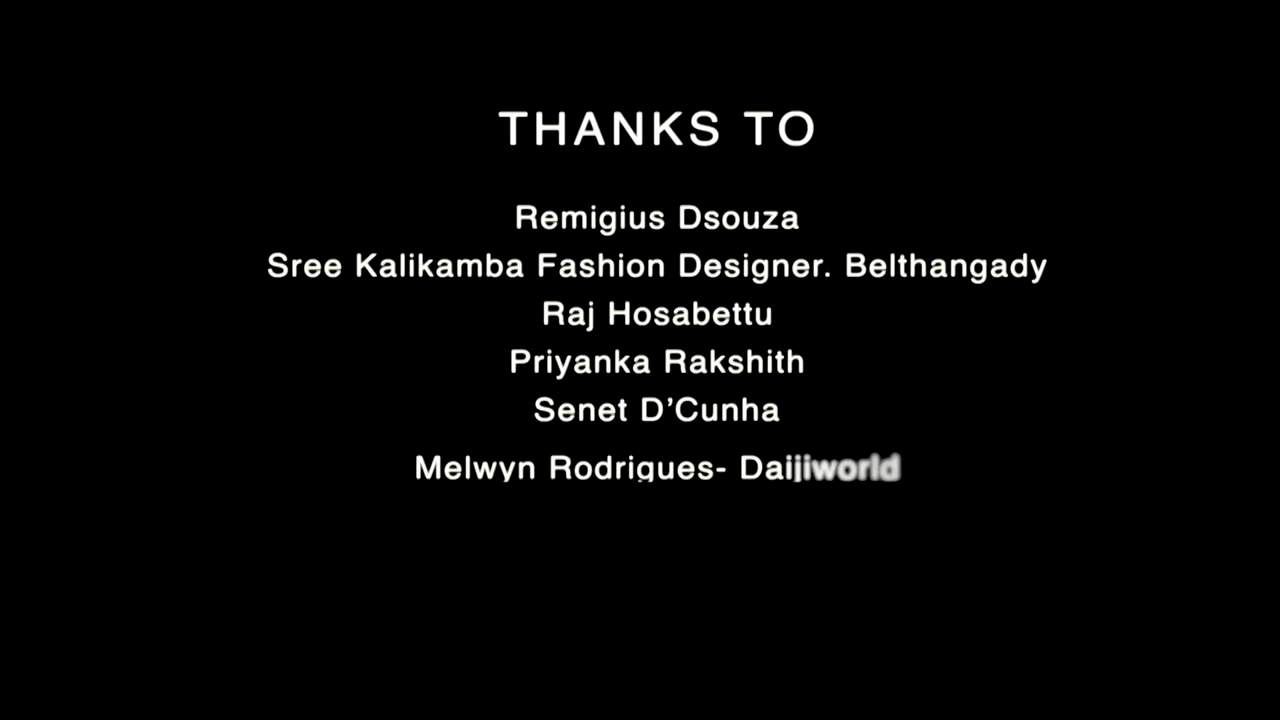 THANKS TO
Remigius Dsouza
Sree Kalikamba Fashion Designer. Belthangady
Raj Hosabettu
Priyanka Rakshith
Senet D’Cunha
Melwyn Rodrigues- Daijiworld